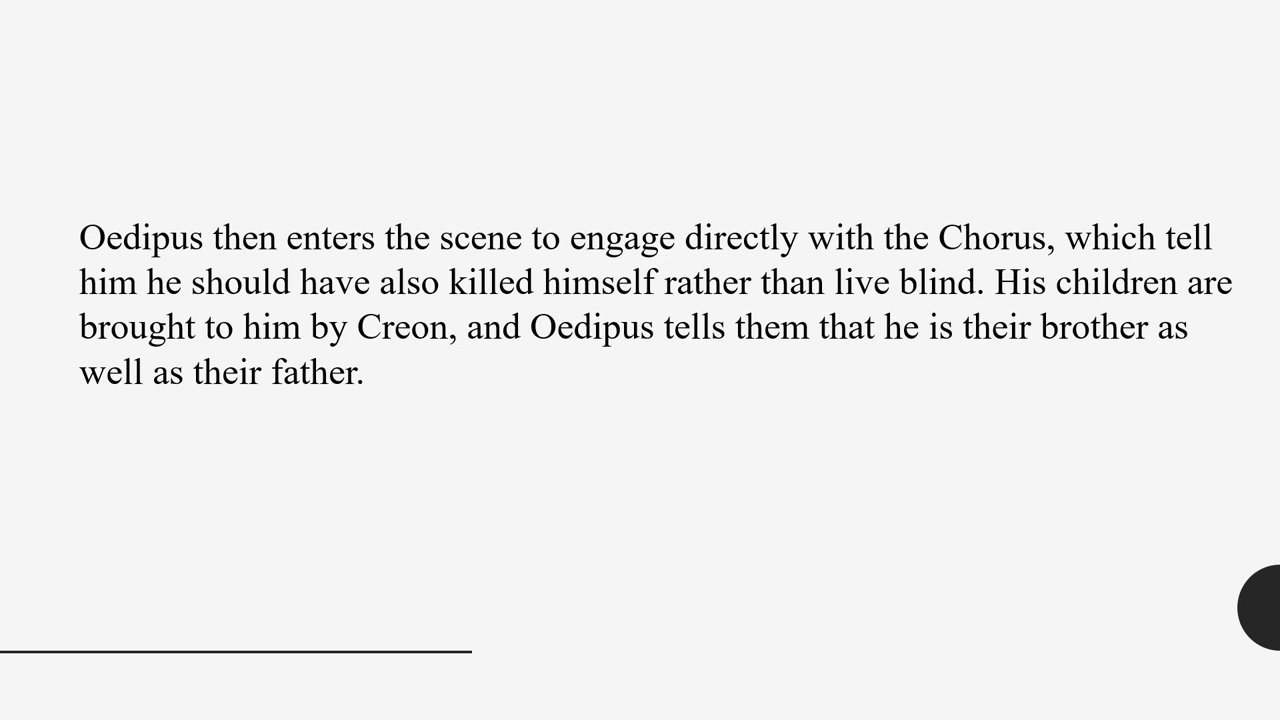 Oedipus then enters the scene to engage directly with the Chorus, which tell
him he should have also killed himself rather than live blind. His children are
brought to him by Creon, and Oedipus tells them that he is their brother as
well as their father.